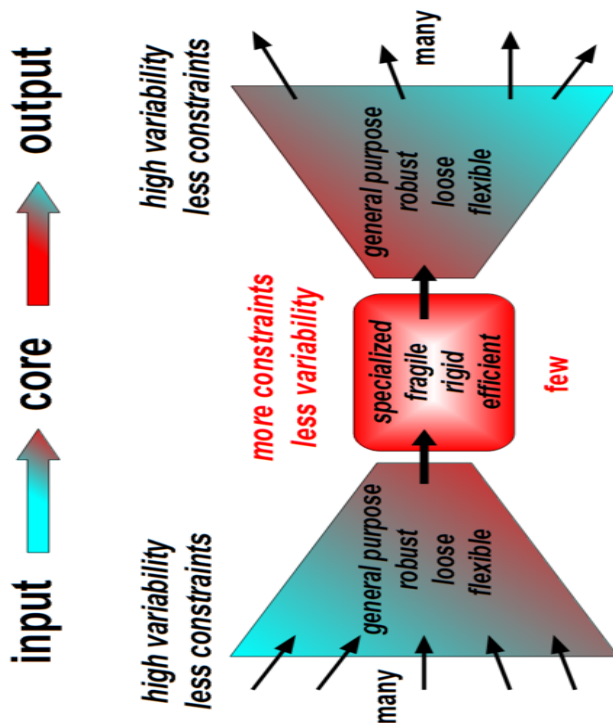 input
core
output
high variability
less constraints
more constraints
less variability
high variability
less constraints
general purpose
robust
loose
flexible
specialized
fragile
rigid
efficient
general purpose
robust
loose
flexible
many
few
many